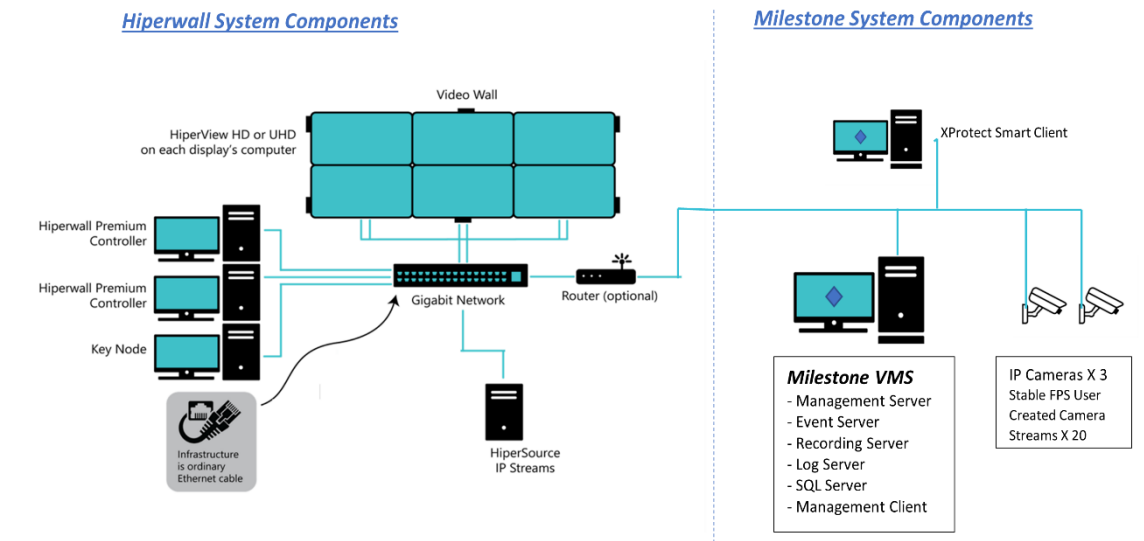 Hiperwall System Components
Milestone System Components
Video Wall
HiperView HD or UHD
on each display's computer
XProtect Smart Client
Hiperwall Premium
Controller
Hiperwall Premium
Controller
Gigabit Network
Router (optional)
Key Node
Infrastructure
is ordinary
Ethernet cable
HiperSource
IP Streams
Milestone VMS
- Management Server
- Event Server
- Recording Server
- Log Server
- SQL Server
- Management Client
IP Cameras X 3
Stable FPS User
Created Camera
Streams X 20